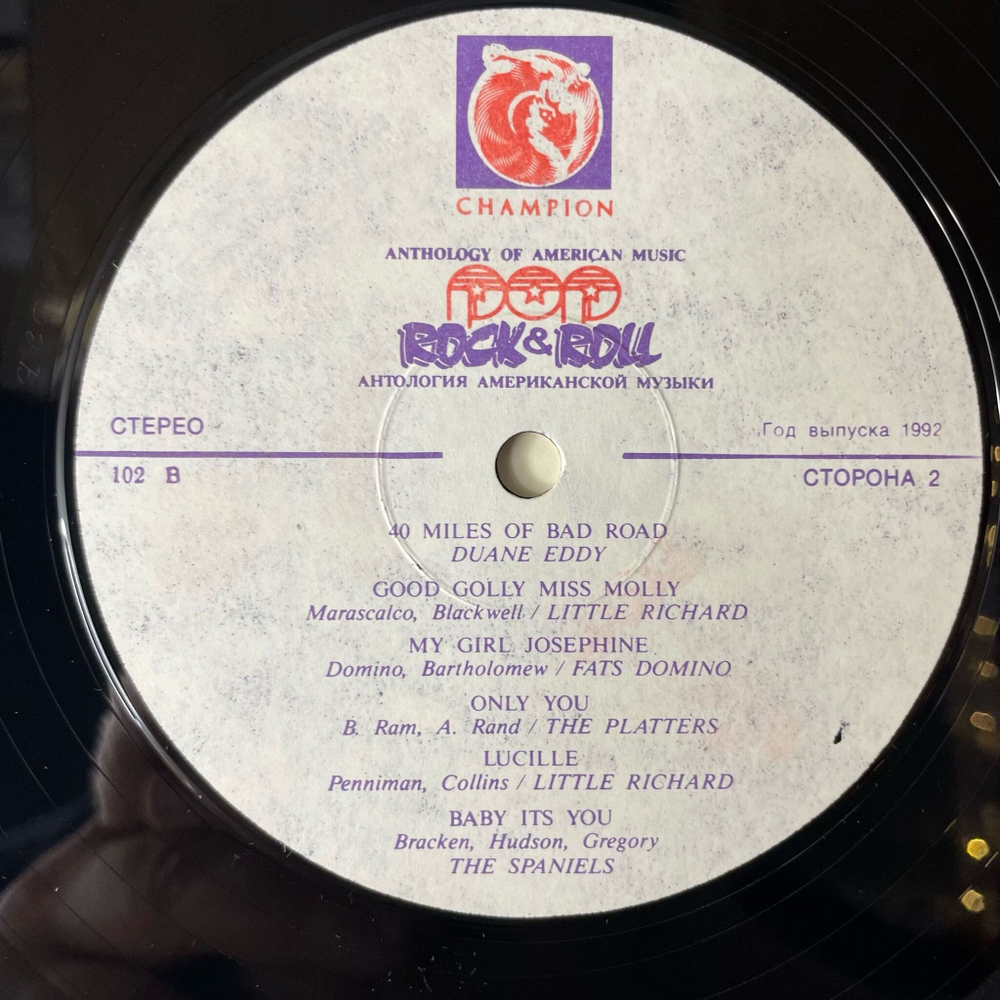 CHAMPION
ANTHOLOGY OF AMERICAN MUSIC
POP
ROCK & ROLL
АНТОЛОГИЯ АМЕРИКАНСКОЙ МУЗЫКИ
СТЕРЕО
Год выпуска 1992
102 В
СТОРОНА 2
40 MILES OF BAD ROAD
DUANE EDDY
GOOD GOLLY MISS MOLLY
Marascalco, Blackwell / LITTLE RICHARD
MY GIRL JOSEPHINE
Domino, Bartholomew / FATS DOMINO
ONLY YOU
B. Ram, A. Rand / THE PLATTERS
LUCILLE
Penniman, Collins / LITTLE RICHARD
BABY ITS YOU
Bracken, Hudson, Gregory
THE SPANIELS